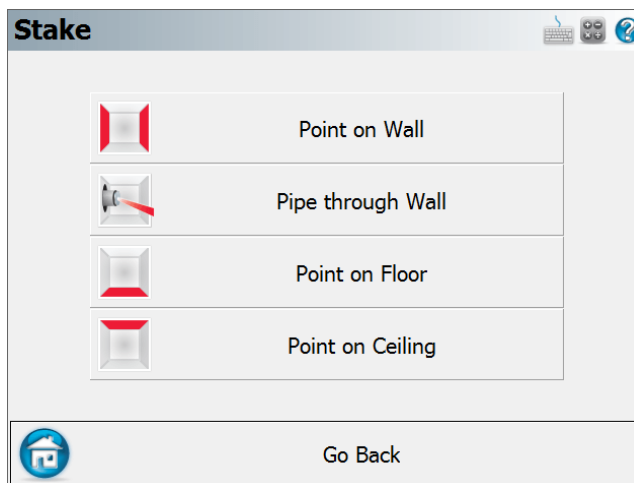 Stake
Point on Wall
Pipe through Wall
Point on Floor
Point on Ceiling
Go Back